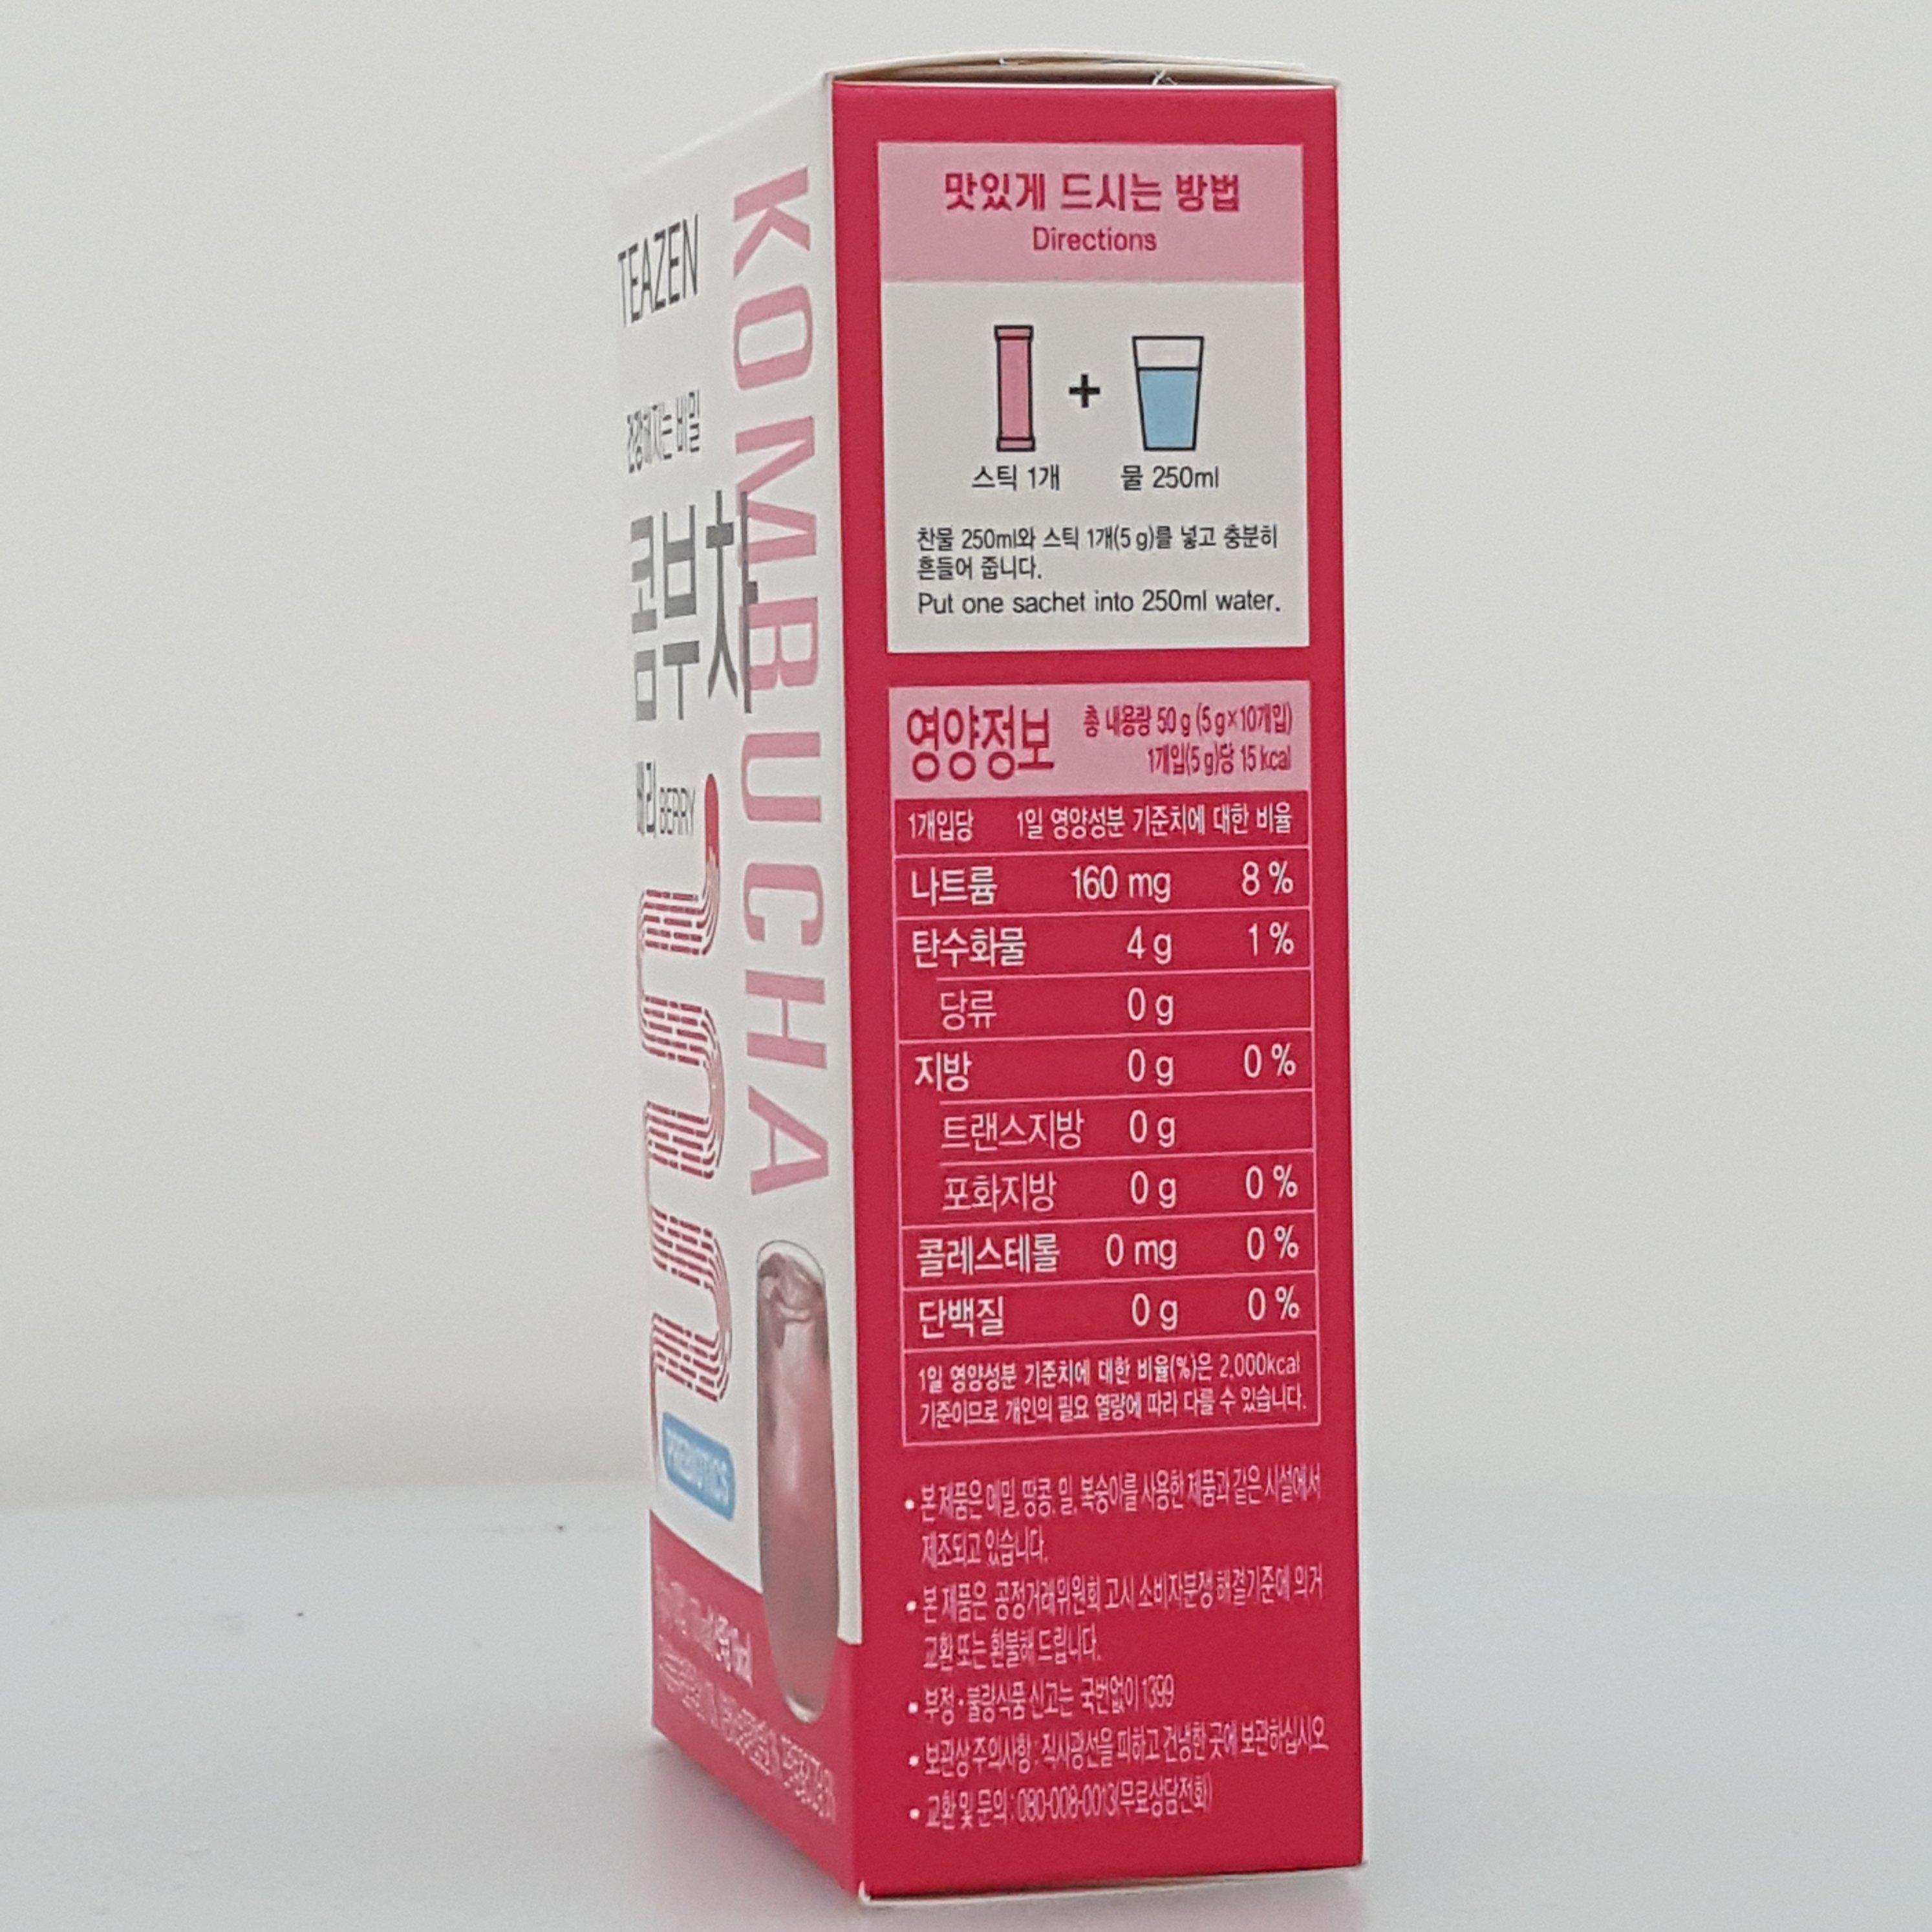 TEAZEN
건강해지는 비밀
콤부차
베리 BERRY
KOMBUCHA
PREBIOTICS
맛있게 드시는 방법
Directions
+
스틱 1개 물 250ml
찬물 250ml와 스틱 1개(5 g)를 넣고 충분히
흔들어 줍니다.
Put one sachet into 250ml water.
영양정보 총 내용량 50 g (5 g×10개입)
1개입(5 g)당 15 kcal
1개입당 1일 영양성분 기준치에 대한 비율
나트륨 160 mg 8 %
탄수화물 4 g 1 %
당류 0 g
지방 0 g 0 %
트랜스지방 0 g
포화지방 0 g 0 %
콜레스테롤 0 mg 0 %
단백질 0 g 0 %
1일 영양성분 기준치에 대한 비율(%)은 2,000kcal
기준이므로 개인의 필요 열량에 따라 다를 수 있습니다.
• 본 제품은 메밀, 땅콩, 밀, 복숭아를 사용한 제품과 같은 시설에서
제조되고 있습니다.
• 본 제품은 공정거래위원회 고시 소비자분쟁 해결기준에 의거
교환 또는 환불해 드립니다.
• 부정·불량식품 신고는 국번없이 1399
• 보관상 주의사항 : 직사광선을 피하고 건냉한 곳에 보관하십시오
• 교환 및 문의 : 080-008-0013(무료상담전화)